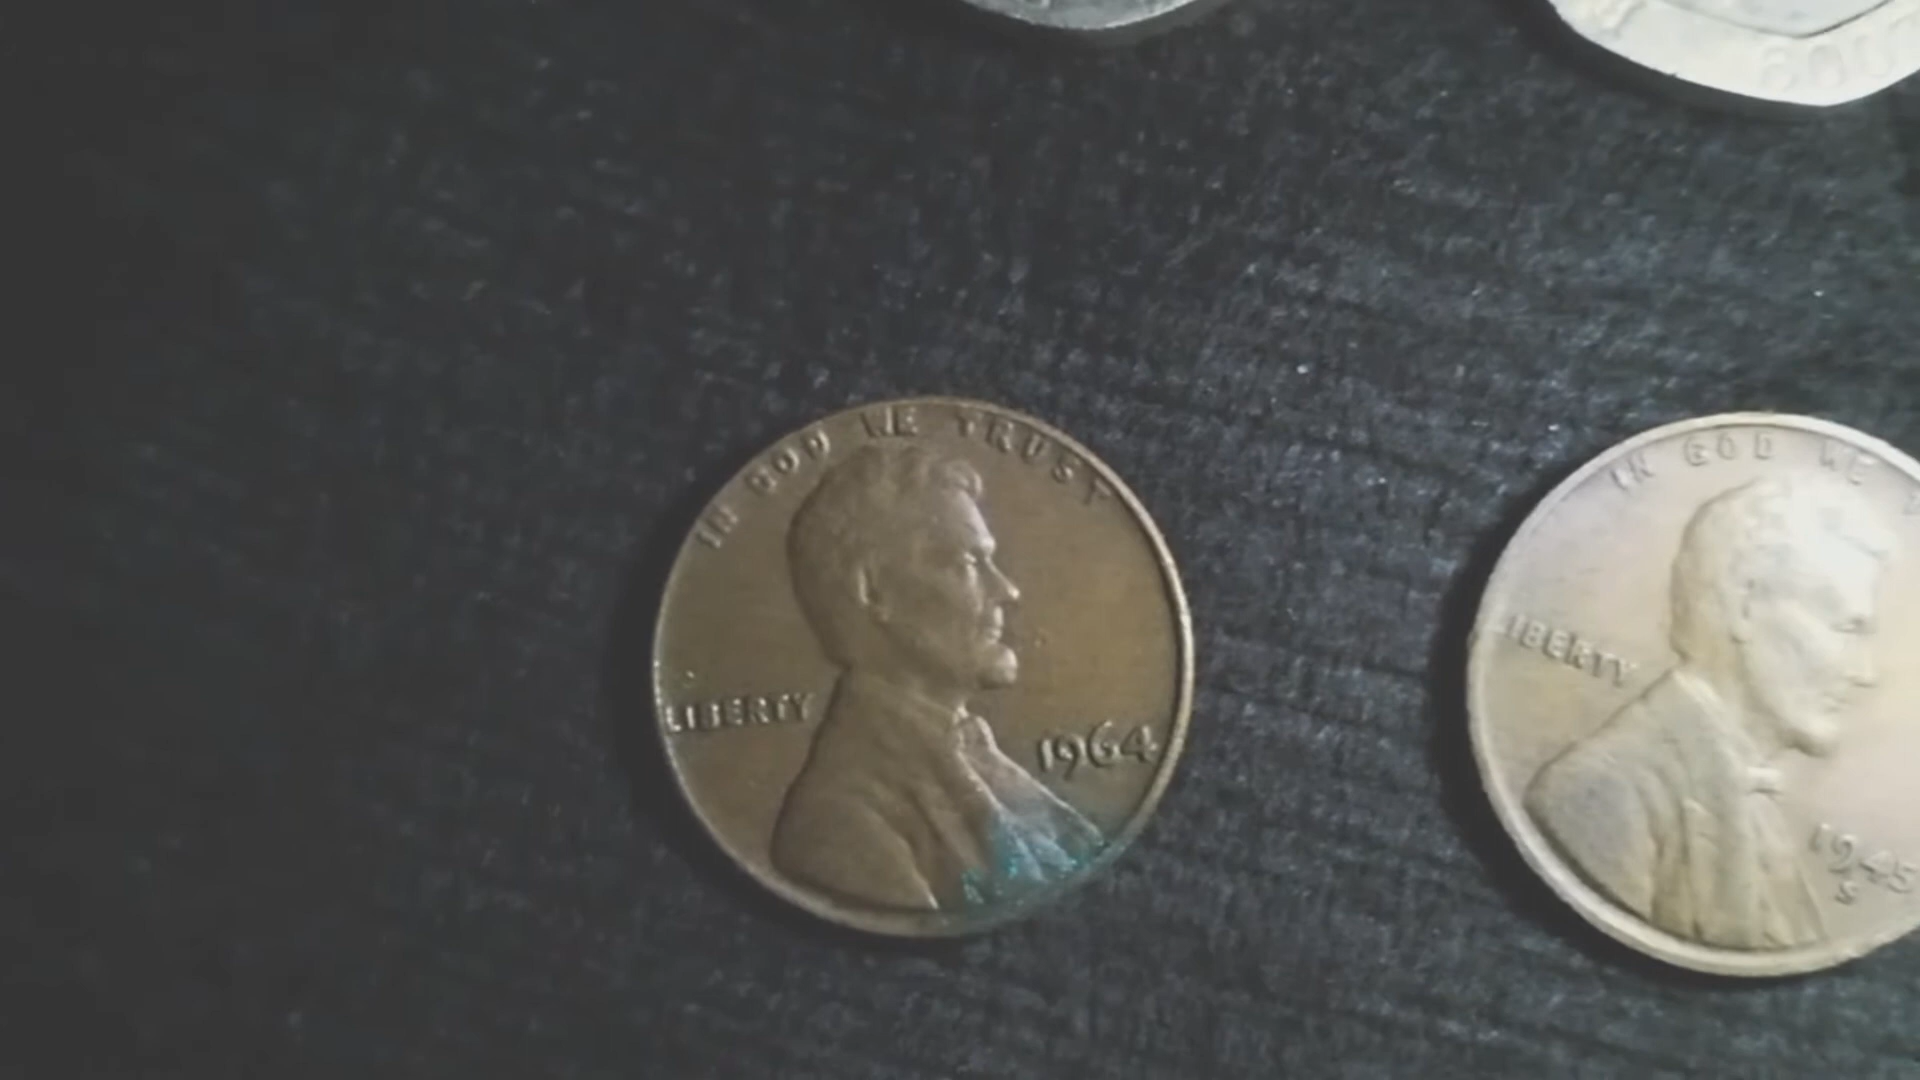 IN GOD WE TRUST
LIBERTY
1964
IN GOD WE
LIBERTY
1945
S